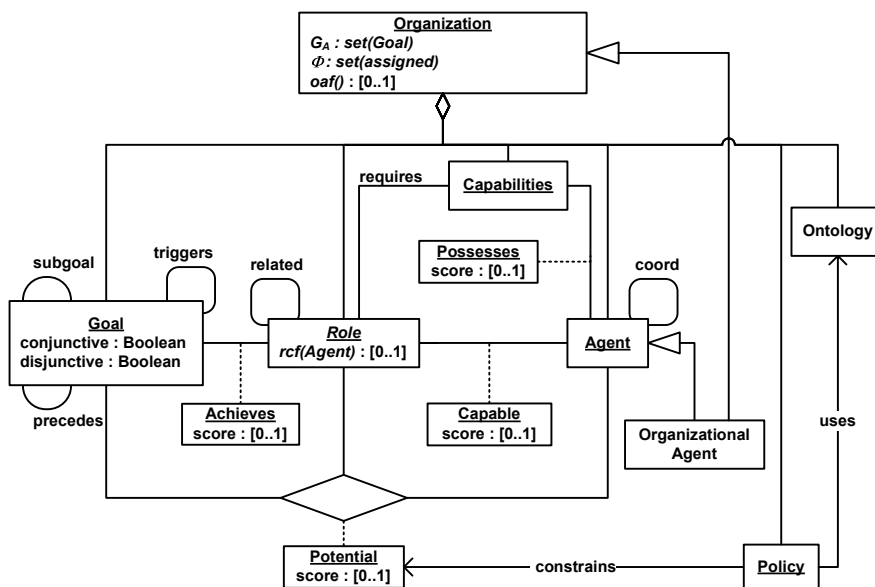 Organization
G_A : set(Goal)
Φ : set(assigned)
oaf() : [0..1]
requires
Capabilities
Possesses
score : [0..1]
Ontology
subgoal
triggers
related
coord
Goal
conjunctive : Boolean
disjunctive : Boolean
Role
rcf(Agent) : [0..1]
Agent
precedes
Achieves
score : [0..1]
Capable
score : [0..1]
Organizational
Agent
uses
Potential
score : [0..1]
constrains
Policy